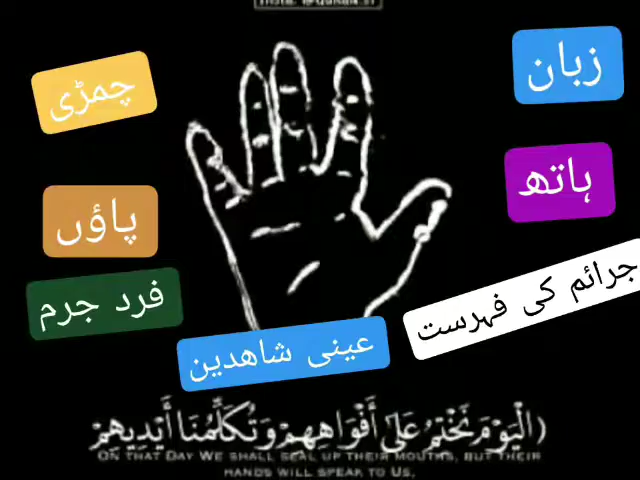 زبان
چمڑی
ہاتھ
پاؤں
جرائم کی فہرست
فرد جرم
عینی شاھدین
(الْيَوْمَ نَخْتِمُ عَلَىٰ أَفْوَاهِهِمْ وَتُكَلِّمُنَا أَيْدِيهِمْ
ON THAT DAY WE SHALL SEAL UP THEIR MOUTHS, BUT THEIR
HANDS WILL SPEAK TO US.